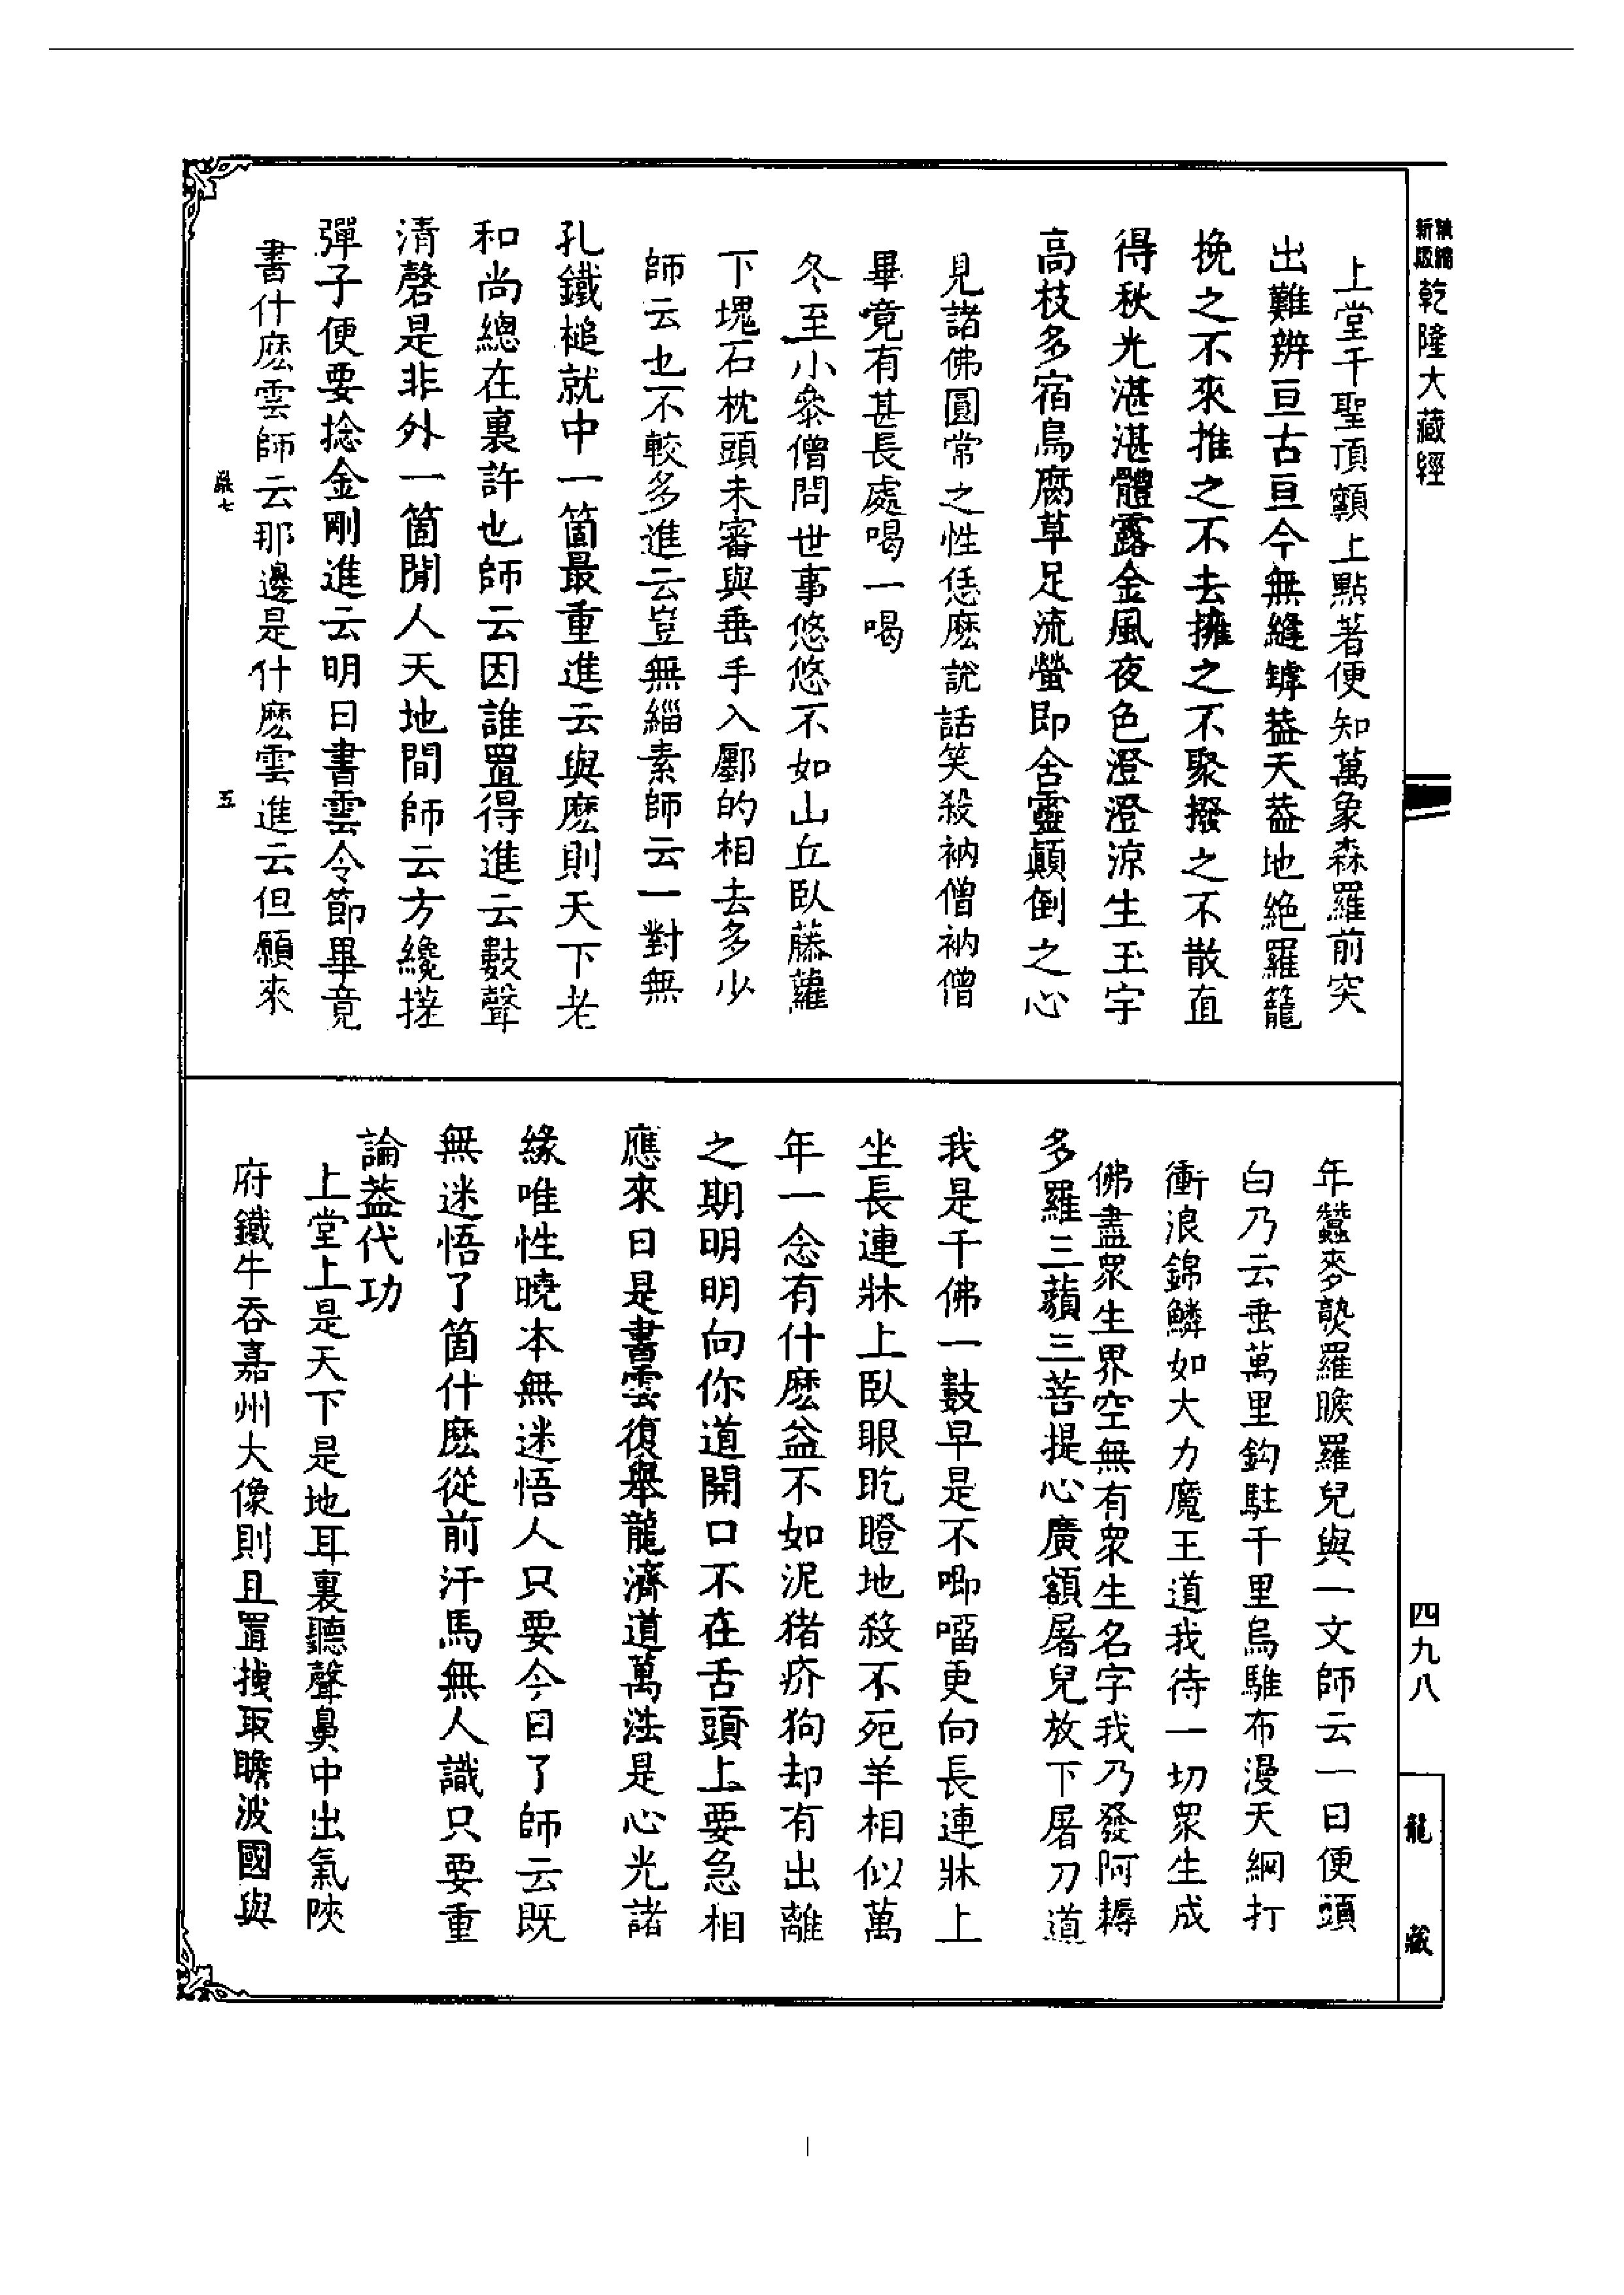 新版
乾隆大藏經
上堂千聖頂𩕳上點著便知萬象森羅前突
出難辨亘古亘今無縫罅葢天葢地絕羅籠
挽之不來推之不去擁之不聚撥之不散直
得秋光湛湛體露金風夜色澄澄涼生玉宇
高枝多宿鳥腐草足流螢即舍靈顛倒之心
見諸佛圓常之性恁麽說話笑殺衲僧衲僧
畢竟有甚長處喝一喝
冬至小參僧問世事悠悠不如山丘臥藤蘿
下塊石枕頭未審與垂手入鄽的相去多少
師云也不較多進云豈無緇素師云一對無
孔鐵槌就中一箇最重進云與麽則天下老
和尚總在裏許也師云因誰置得進云數聲
清磬是非外一箇閒人天地間師云方纔搓
彈子便要捻金剛進云明日書雲令節畢竟
書什麽雲師云那邊是什麽雲進云但願來
五
年蠶麥熟羅睺羅兒與一文師云一日便頭
白乃云垂萬里鈎駐千里烏騅布漫天網打
衝浪錦鱗如大力魔王道我待一切眾生成
佛盡眾生界空無有眾生名字我乃發阿耨
多羅三藐三菩提心廣額屠兒放下屠刀道
我是千佛一數早是不唧𠺕更向長連牀上
坐長連牀上臥眼眈瞪地殺不死羊相似萬
年一念有什麽益不如泥猪疥狗却有出離
之期明明向你道開口不在舌頭上要急相
應來日是書雲復舉龍濟道萬法是心光諸
緣唯性曉本無迷悟人只要今日了師云既
無迷悟了箇什麽從前汗馬無人識只要重
論葢代功
上堂上是天下是地耳裏聽聲鼻中出氣陝
府鐵牛吞嘉州大像則且置拽取瞻波國與
四九八
龍藏